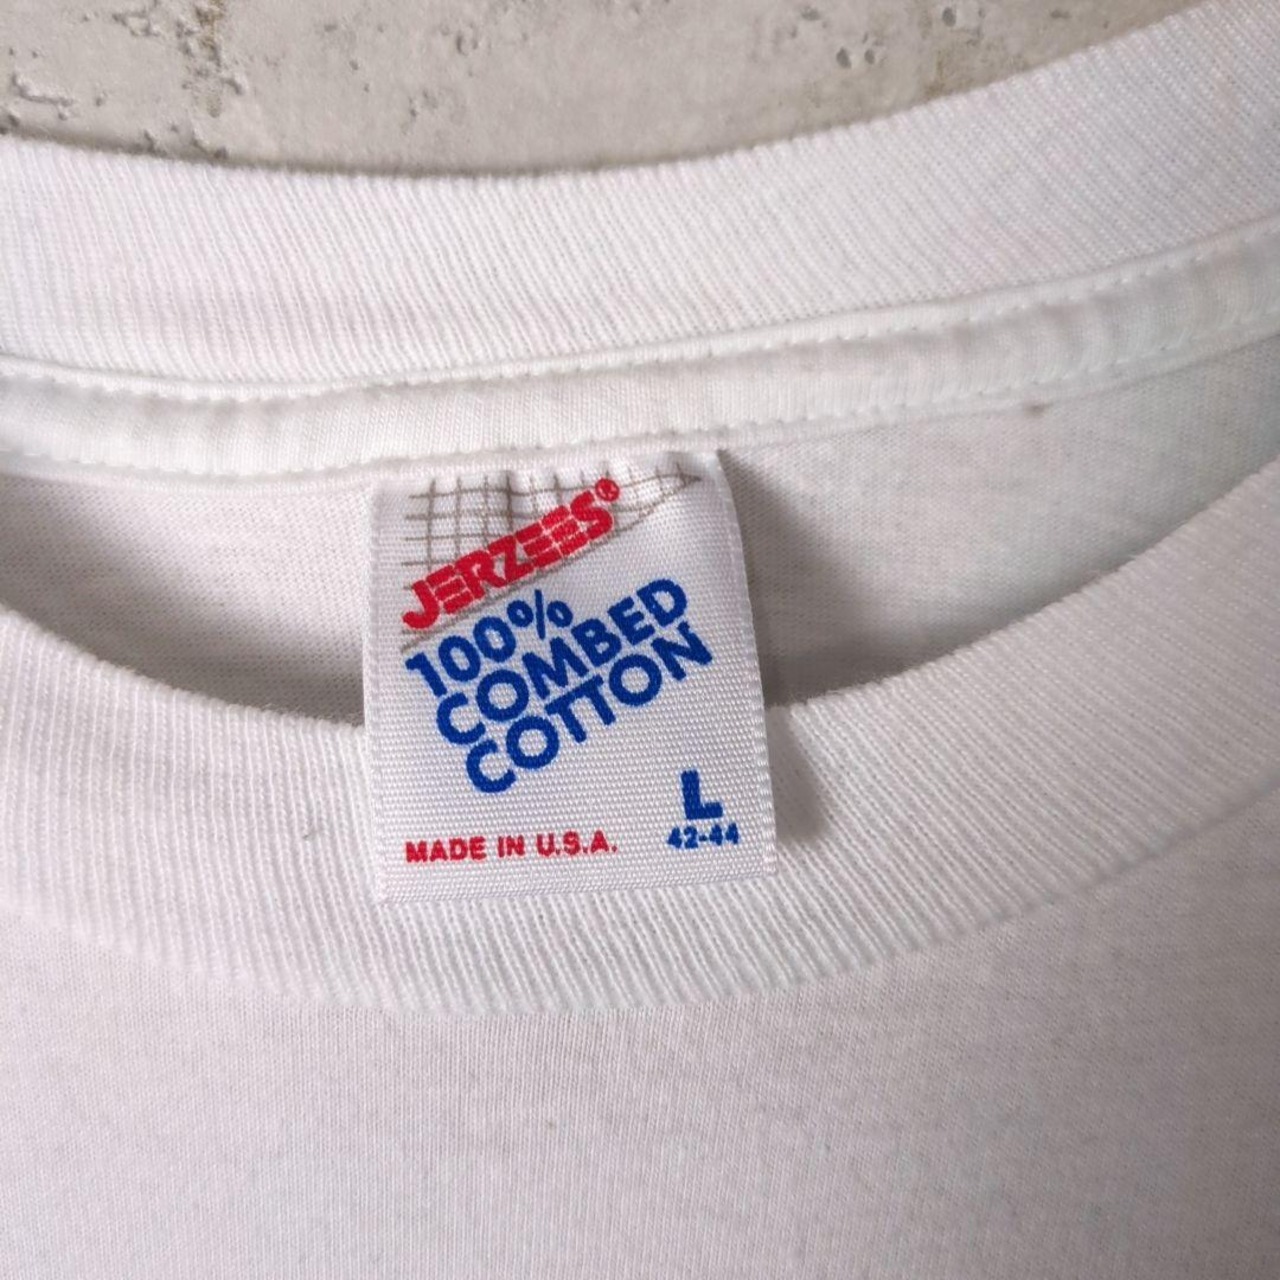 JERZEES®
100%
COMBED
COTTON
L
MADE IN U.S.A. 42-44